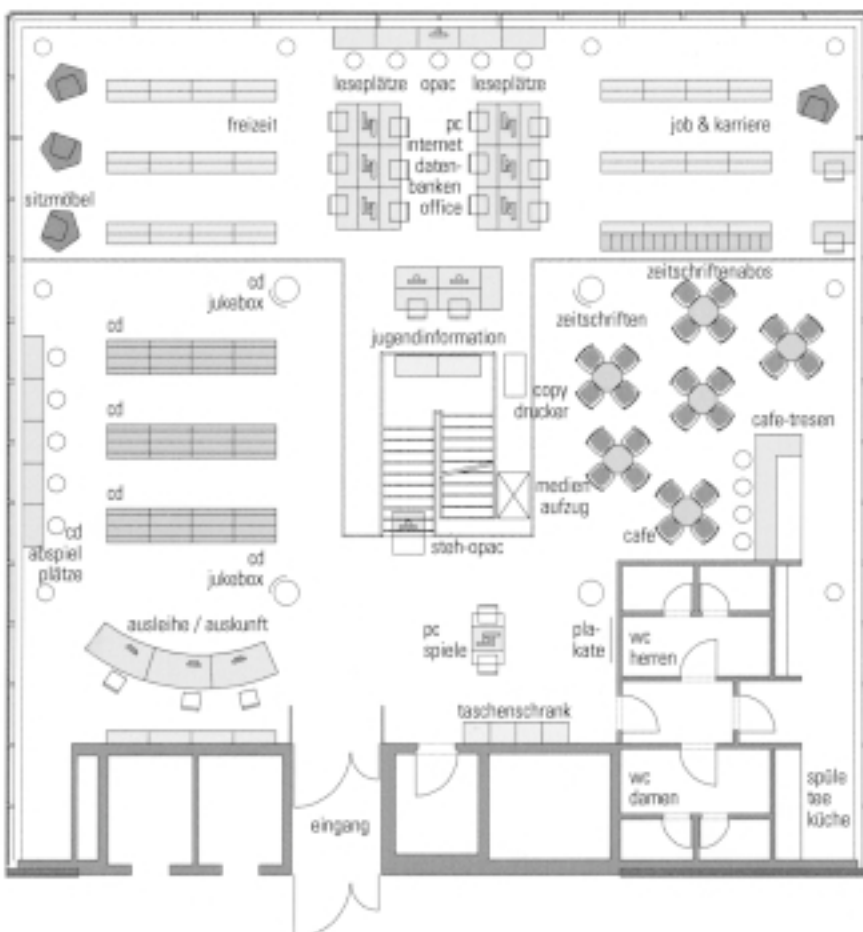 leseplätze opac leseplätze
freizeit
pc
internet
daten-
banken
office
job & karriere
sitzmöbel
zeitschriftenabos
cd
jukebox
zeitschriften
cd
jugendinformation
copy
drucker
cafe-tresen
cd
medien
aufzug
cd
cafe
steh-opac
cd
abspiel
plätze
cd
jukebox
ausleihe / auskunft
pc
spiele
pla-
kate
wc
herren
taschenschrank
wc
damen
spüle
tee
küche
eingang